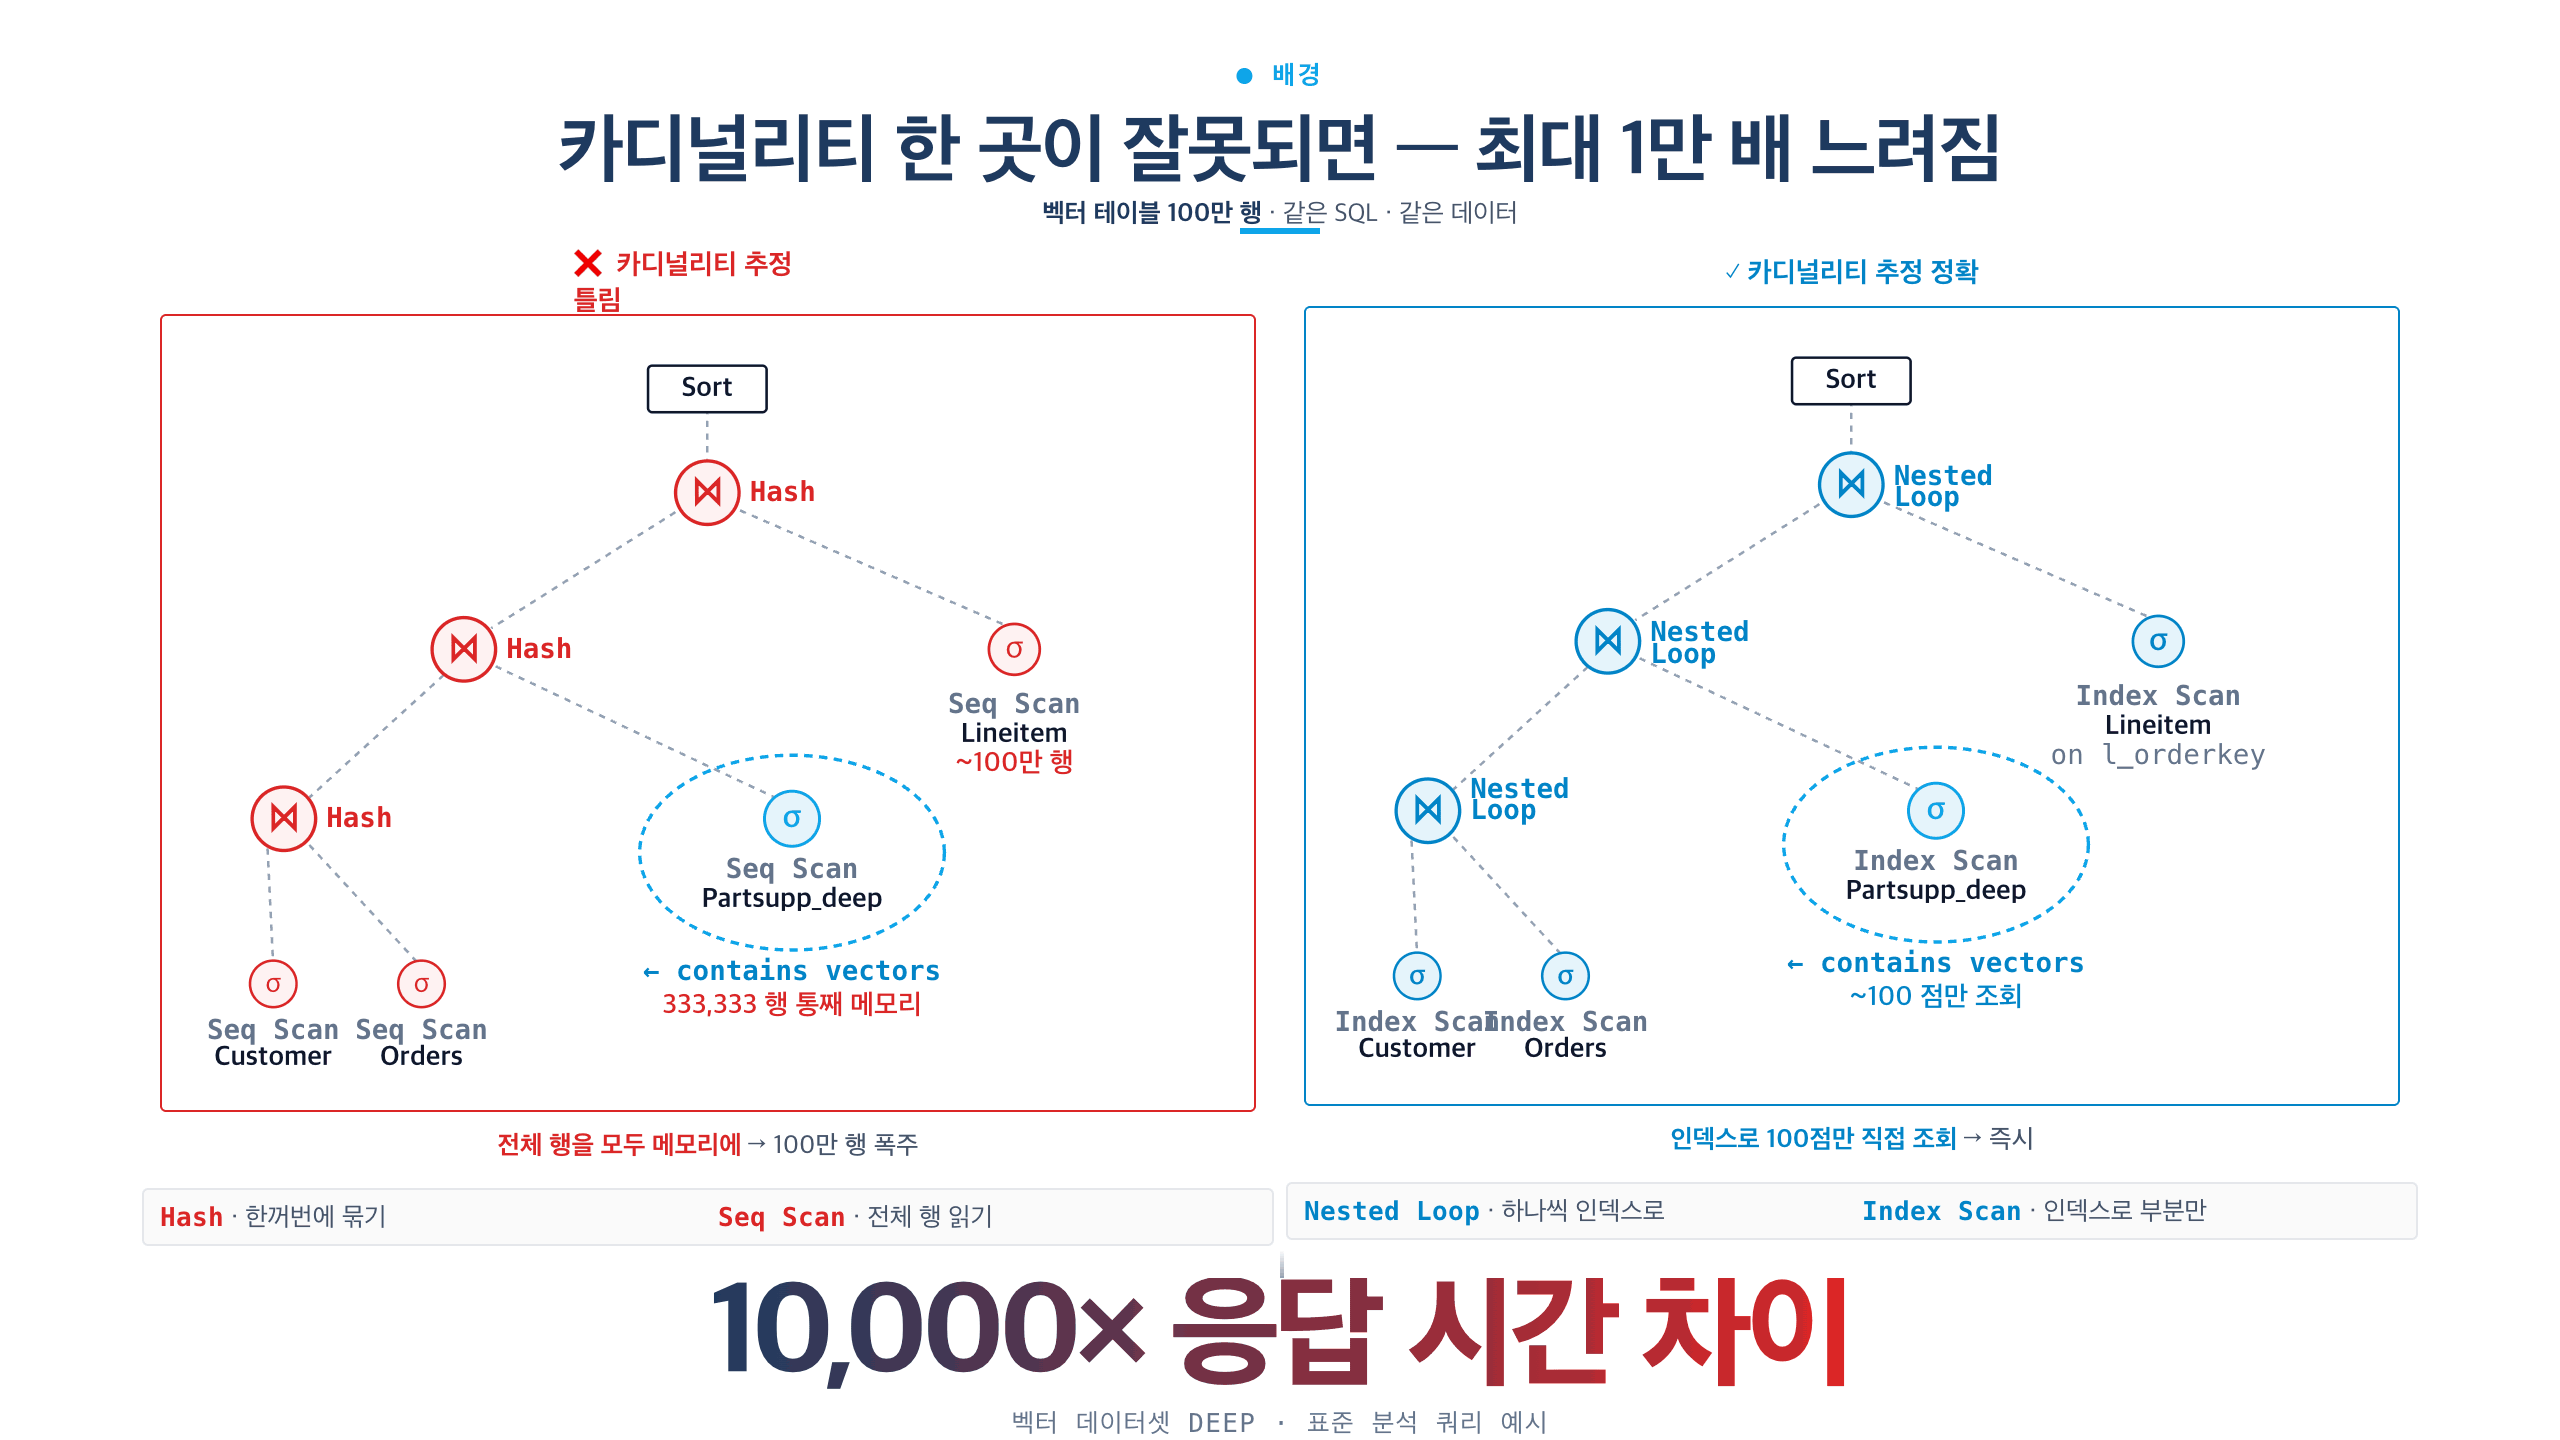 배경
카디널리티 한 곳이 잘못되면 — 최대 1만 배 느려짐
벡터 테이블 100만 행 · 같은 SQL · 같은 데이터
❌ 카디널리티 추정
틀림
Sort
⋈ Hash
⋈ Hash
σ
Seq Scan
Lineitem
~100만 행
⋈ Hash
σ
Seq Scan
Partsupp_deep
← contains vectors
333,333 행 통째 메모리
σ
Seq Scan
Customer
σ
Seq Scan
Orders
전체 행을 모두 메모리에 → 100만 행 폭주
Hash · 한꺼번에 묶기
Seq Scan · 전체 행 읽기
✓ 카디널리티 추정 정확
Sort
⋈ Nested
Loop
⋈ Nested
Loop
σ
Index Scan
Lineitem
on l_orderkey
⋈ Nested
Loop
σ
Index Scan
Partsupp_deep
← contains vectors
~100 점만 조회
σ
Index Scan
Customer
σ
Index Scan
Orders
인덱스로 100점만 직접 조회 → 즉시
Nested Loop · 하나씩 인덱스로
Index Scan · 인덱스로 부분만
10,000× 응답 시간 차이
벡터 데이터셋 DEEP · 표준 분석 쿼리 예시